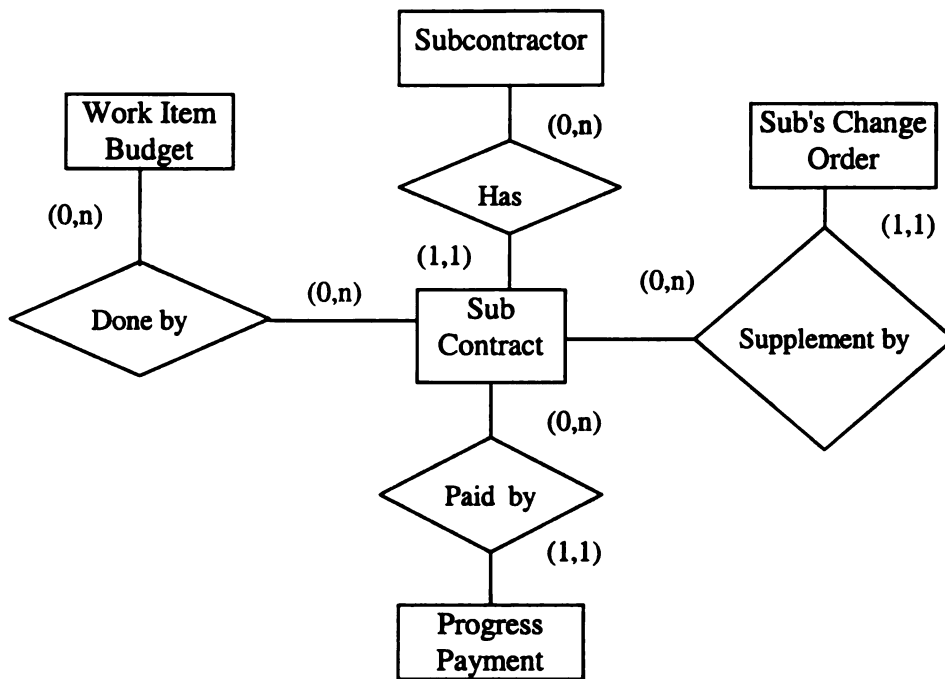 Subcontractor
Work Item
Budget
Sub's Change
Order
(0,n)
(0,n)
Has
(1,1)
(1,1)
(0,n)
(0,n)
Done by
Sub
Contract
Supplement by
(0,n)
Paid by
(1,1)
Progress
Payment